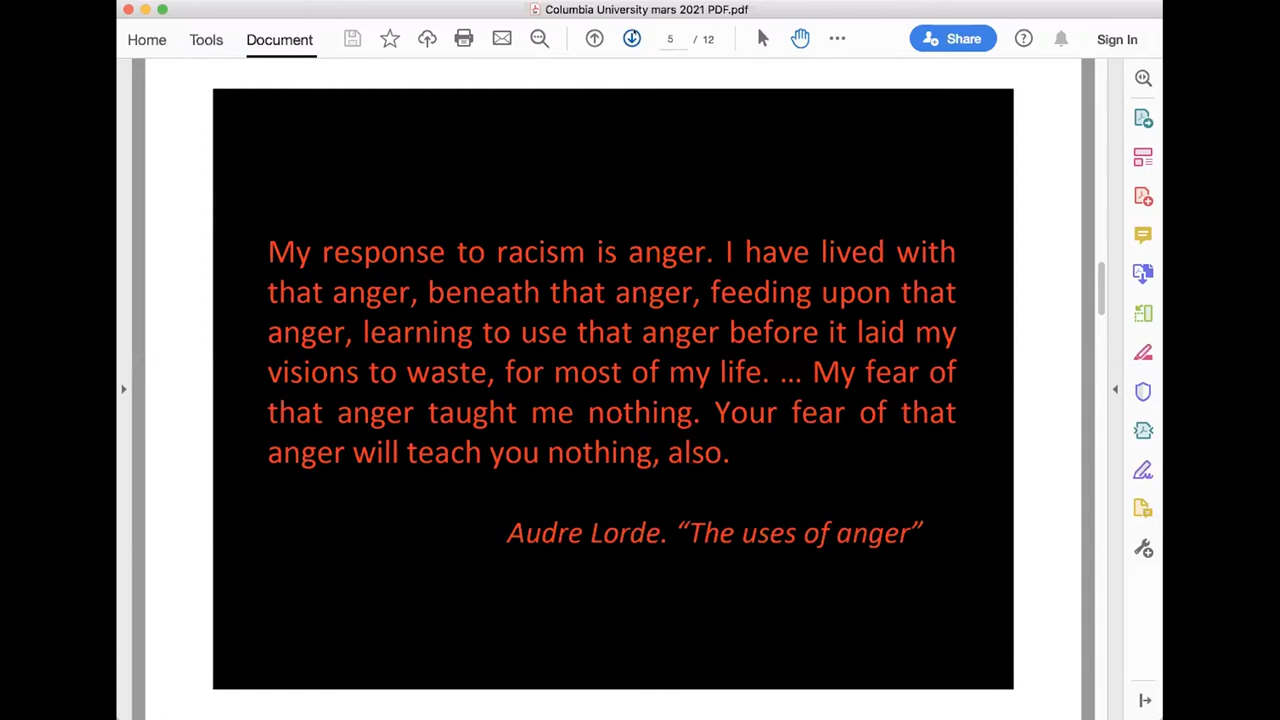 Columbia University mars 2021 PDF.pdf
Home Tools Document 5 / 12 Share Sign In
My response to racism is anger. I have lived with
that anger, beneath that anger, feeding upon that
anger, learning to use that anger before it laid my
visions to waste, for most of my life. ... My fear of
that anger taught me nothing. Your fear of that
anger will teach you nothing, also.
Audre Lorde. “The uses of anger”